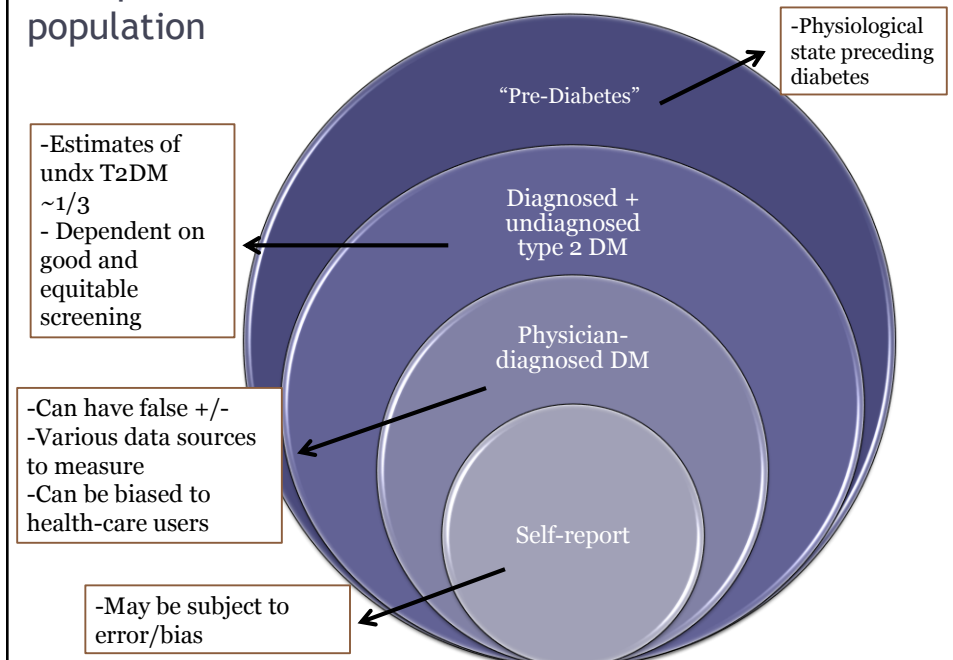 population
-Physiological
state preceding
diabetes
“Pre-Diabetes”
-Estimates of
undx T2DM
~1/3
- Dependent on
good and
equitable
screening
Diagnosed +
undiagnosed
type 2 DM
Physician-
diagnosed DM
-Can have false +/-
-Various data sources
to measure
-Can be biased to
health-care users
Self-report
-May be subject to
error/bias